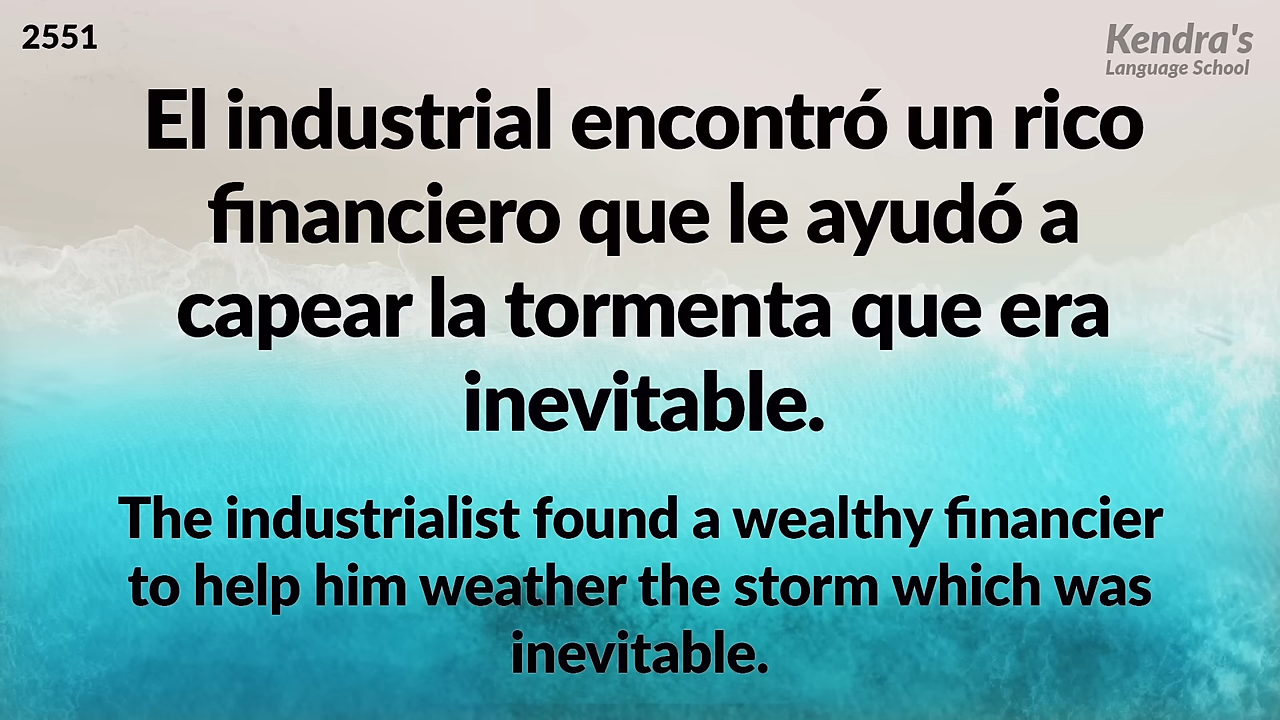 2551
Kendra's
Language School
El industrial encontró un rico
financiero que le ayudó a
capear la tormenta que era
inevitable.
The industrialist found a wealthy financier
to help him weather the storm which was
inevitable.